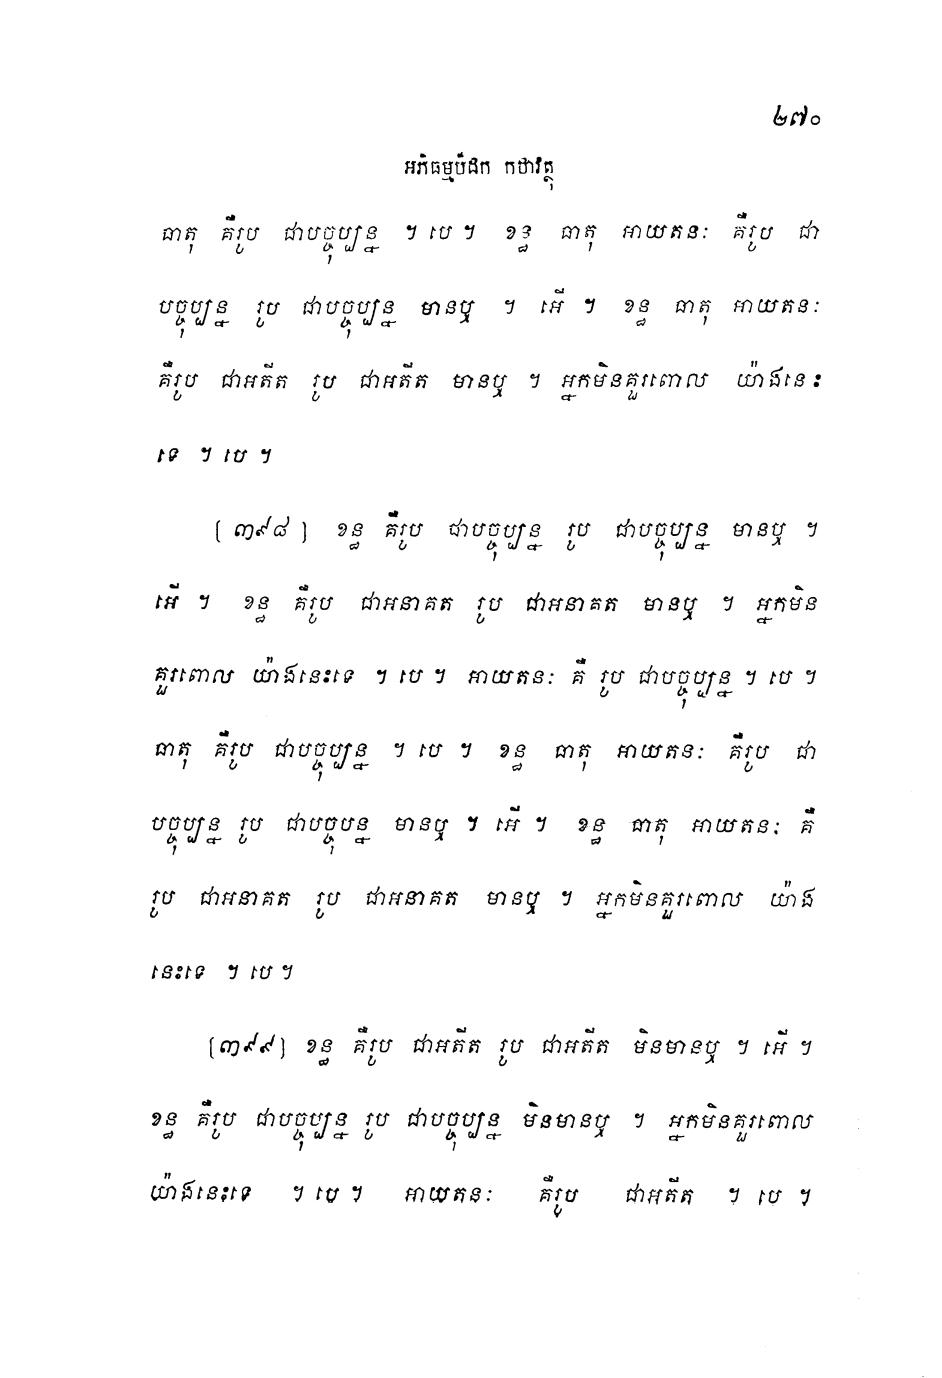 ២៧០
អភិធម្មបិដក កថាវត្ថុ
ធាតុ គឺរូប ជាបច្ចុប្បន្ន ។ បេ ។ ខន្ធ ធាតុ អាយតនៈ គឺរូប ជា
បច្ចុប្បន្ន រូប ជាបច្ចុប្បន្ន មានឬ ។ អើ ។ ខន្ធ ធាតុ អាយតនៈ
គឺរូប ជាអតីត រូប ជាអតីត មានឬ ។ អ្នកមិនគួរពោល យ៉ាងនេះ
ទេ ។ បេ ។
[៣៩៨] ខន្ធ គឺរូប ជាបច្ចុប្បន្ន រូប ជាបច្ចុប្បន្ន មានឬ ។
អើ ។ ខន្ធ គឺរូប ជាអនាគត រូប ជាអនាគត មានឬ ។ អ្នកមិន
គួរពោល យ៉ាងនេះទេ ។ បេ ។ អាយតនៈ គឺ រូប ជាបច្ចុប្បន្ន ។ បេ ។
ធាតុ គឺរូប ជាបច្ចុប្បន្ន ។ បេ ។ ខន្ធ ធាតុ អាយតនៈ គឺរូប ជា
បច្ចុប្បន្ន រូប ជាបច្ចុបន្ន មានឬ ។ អើ ។ ខន្ធ ធាតុ អាយតនៈ គឺ
រូប ជាអនាគត រូប ជាអនាគត មានឬ ។ អ្នកមិនគួរពោល យ៉ាង
នេះទេ ។ បេ ។
[៣៩៩] ខន្ធ គឺរូប ជាអតីត រូប ជាអតីត មិនមានឬ ។ អើ ។
ខន្ធ គឺរូប ជាបច្ចុប្បន្ន រូប ជាបច្ចុប្បន្ន មិនមានឬ ។ អ្នកមិនគួរពោល
យ៉ាងនេះទេ ។ បេ ។ អាយតនៈ គឺរូប ជាអតីត ។ បេ ។